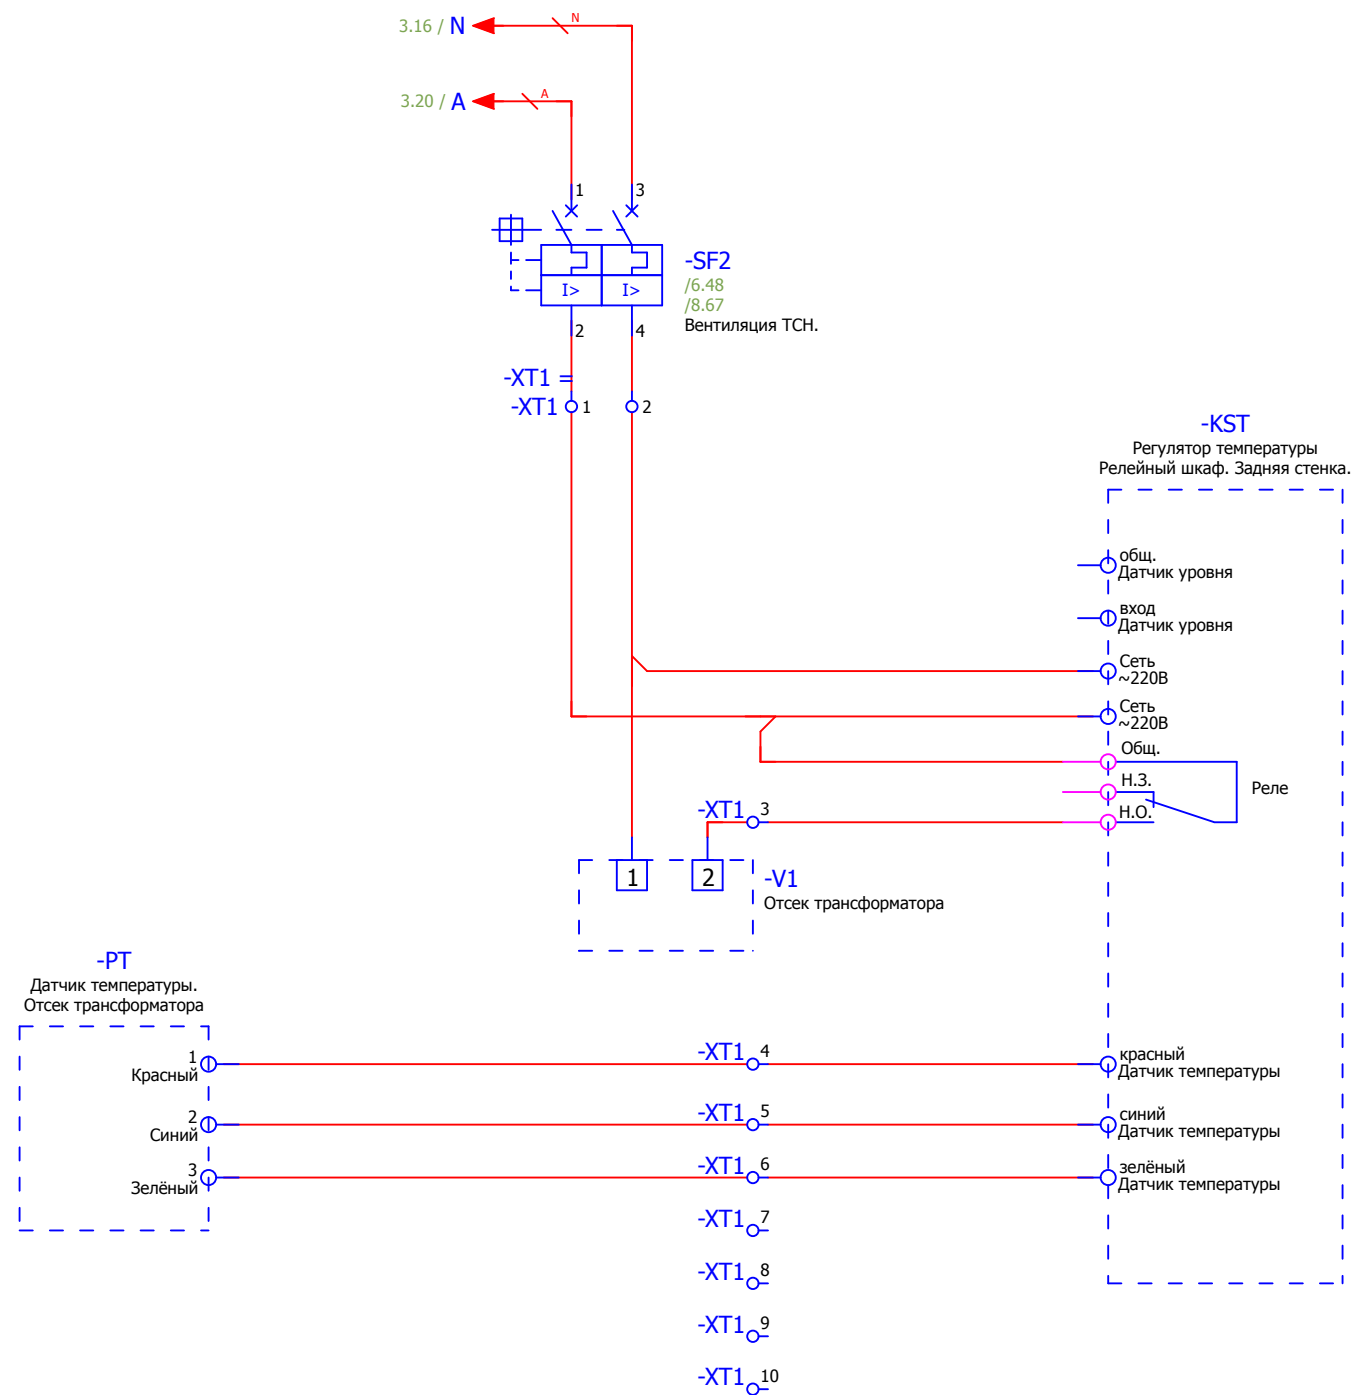 3.16 / N
N
3.20 / A
A
1
3
-SF2
/6.48
/8.67
Вентиляция ТСН.
I>
I>
2
4
-XT1 =
-XT1
1
2
-KST
Регулятор температуры
Релейный шкаф. Задняя стенка.
общ.
Датчик уровня
вход
Датчик уровня
Сеть
~220В
Сеть
~220В
Общ.
Н.З.
Реле
Н.О.
-XT1
3
1
2
-V1
Отсек трансформатора
-PT
Датчик температуры.
Отсек трансформатора
1
Красный
-XT1
4
красный
Датчик температуры
2
Синий
-XT1
5
синий
Датчик температуры
3
Зелёный
-XT1
6
зелёный
Датчик температуры
-XT1
7
-XT1
8
-XT1
9
-XT1
10